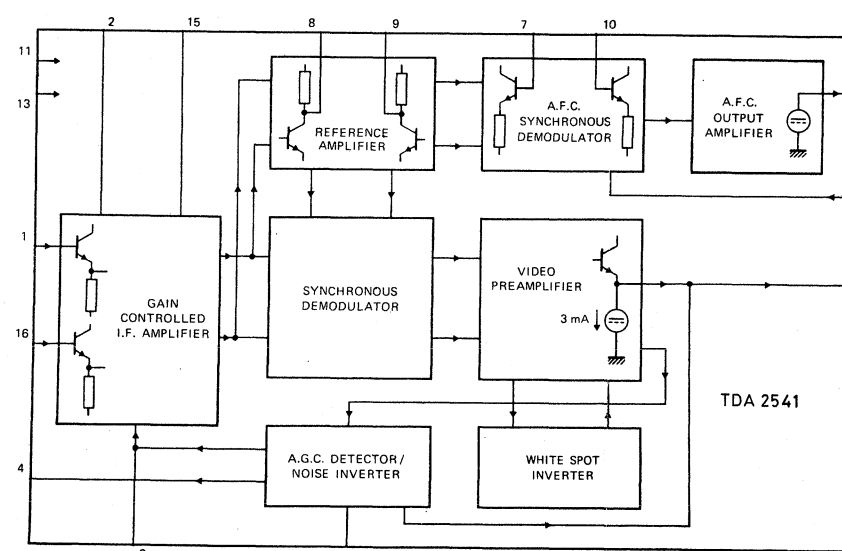 2 15 8 9 7 10
11
13
REFERENCE
AMPLIFIER
A.F.C.
SYNCHRONOUS
DEMODULATOR
A.F.C.
OUTPUT
AMPLIFIER
1
16
GAIN
CONTROLLED
I.F. AMPLIFIER
SYNCHRONOUS
DEMODULATOR
VIDEO
PREAMPLIFIER
3 mA
TDA 2541
4
A.G.C. DETECTOR/
NOISE INVERTER
WHITE SPOT
INVERTER